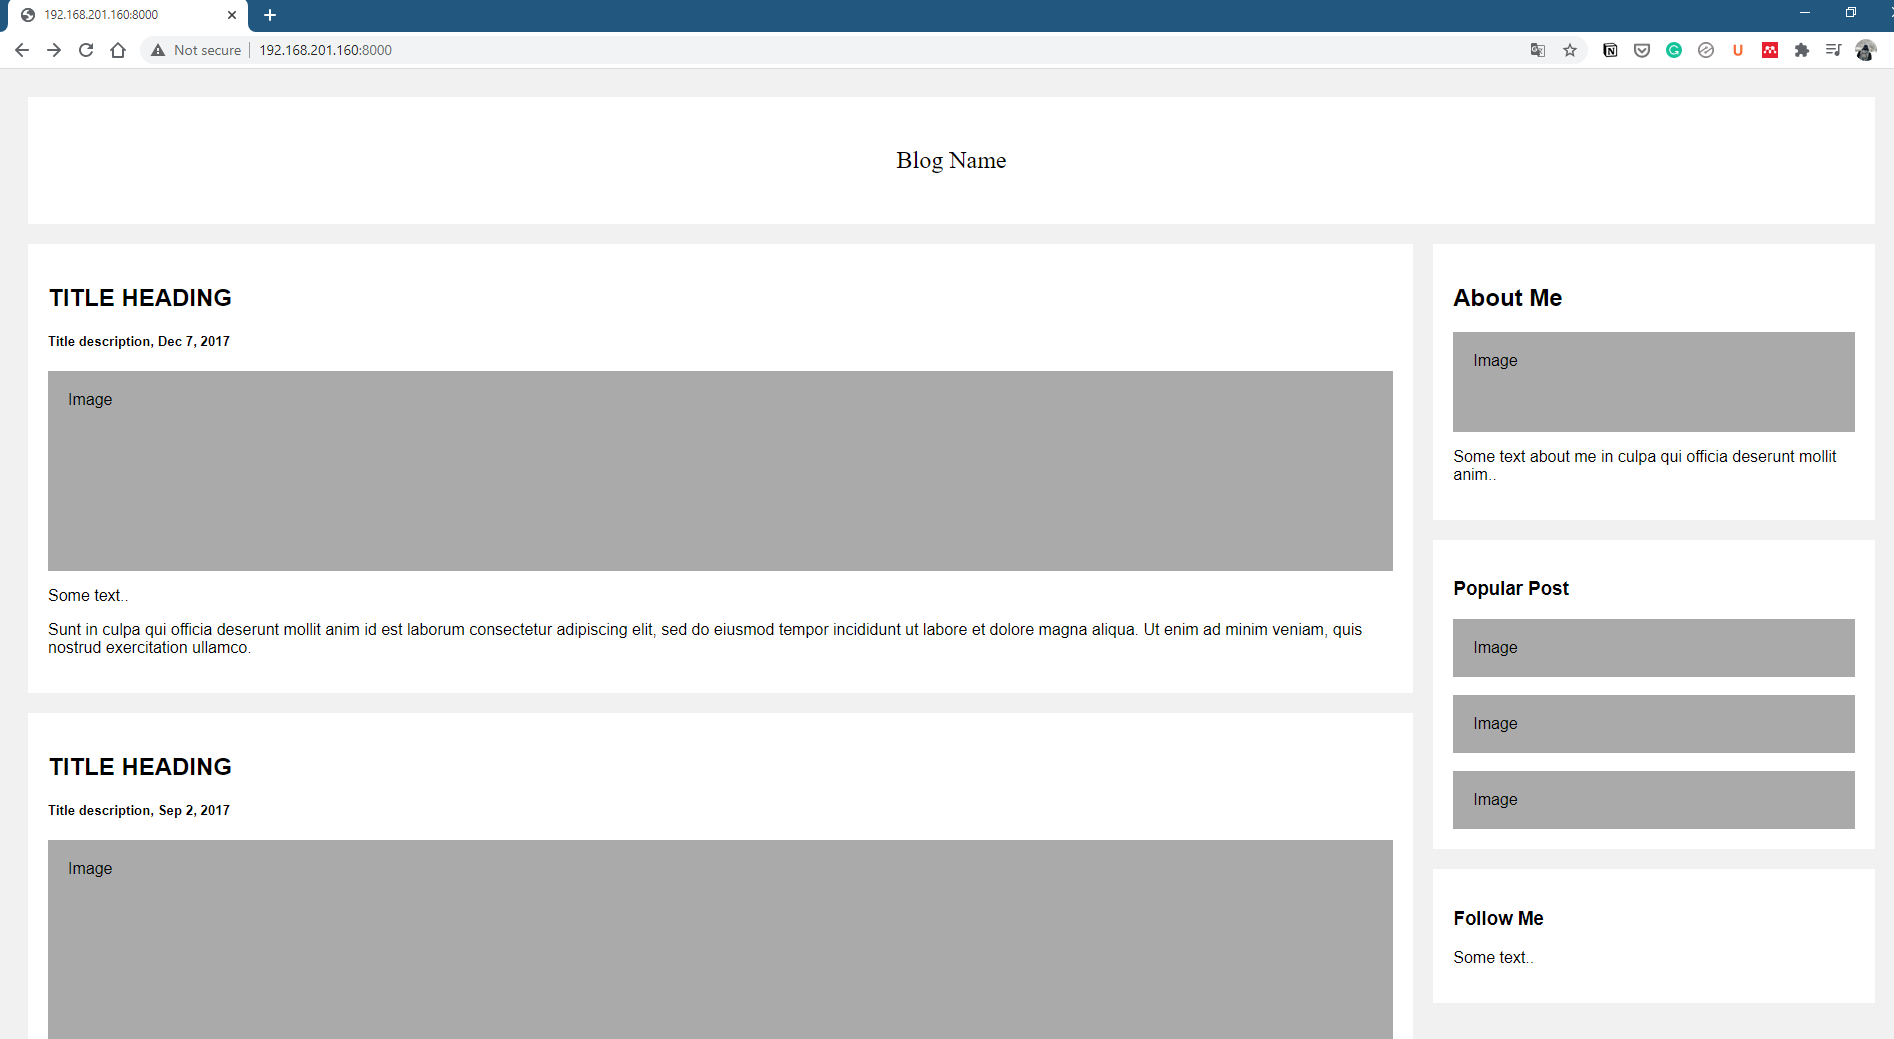 192.168.201.160:8000
Not secure
192.168.201.160:8000
Blog Name
TITLE HEADING
Title description, Dec 7, 2017
Image
Some text..
Sunt in culpa qui officia deserunt mollit anim id est laborum consectetur adipiscing elit, sed do eiusmod tempor incididunt ut labore et dolore magna aliqua. Ut enim ad minim veniam, quis
nostrud exercitation ullamco.
TITLE HEADING
Title description, Sep 2, 2017
Image
About Me
Image
Some text about me in culpa qui officia deserunt mollit
anim..
Popular Post
Image
Image
Image
Follow Me
Some text..